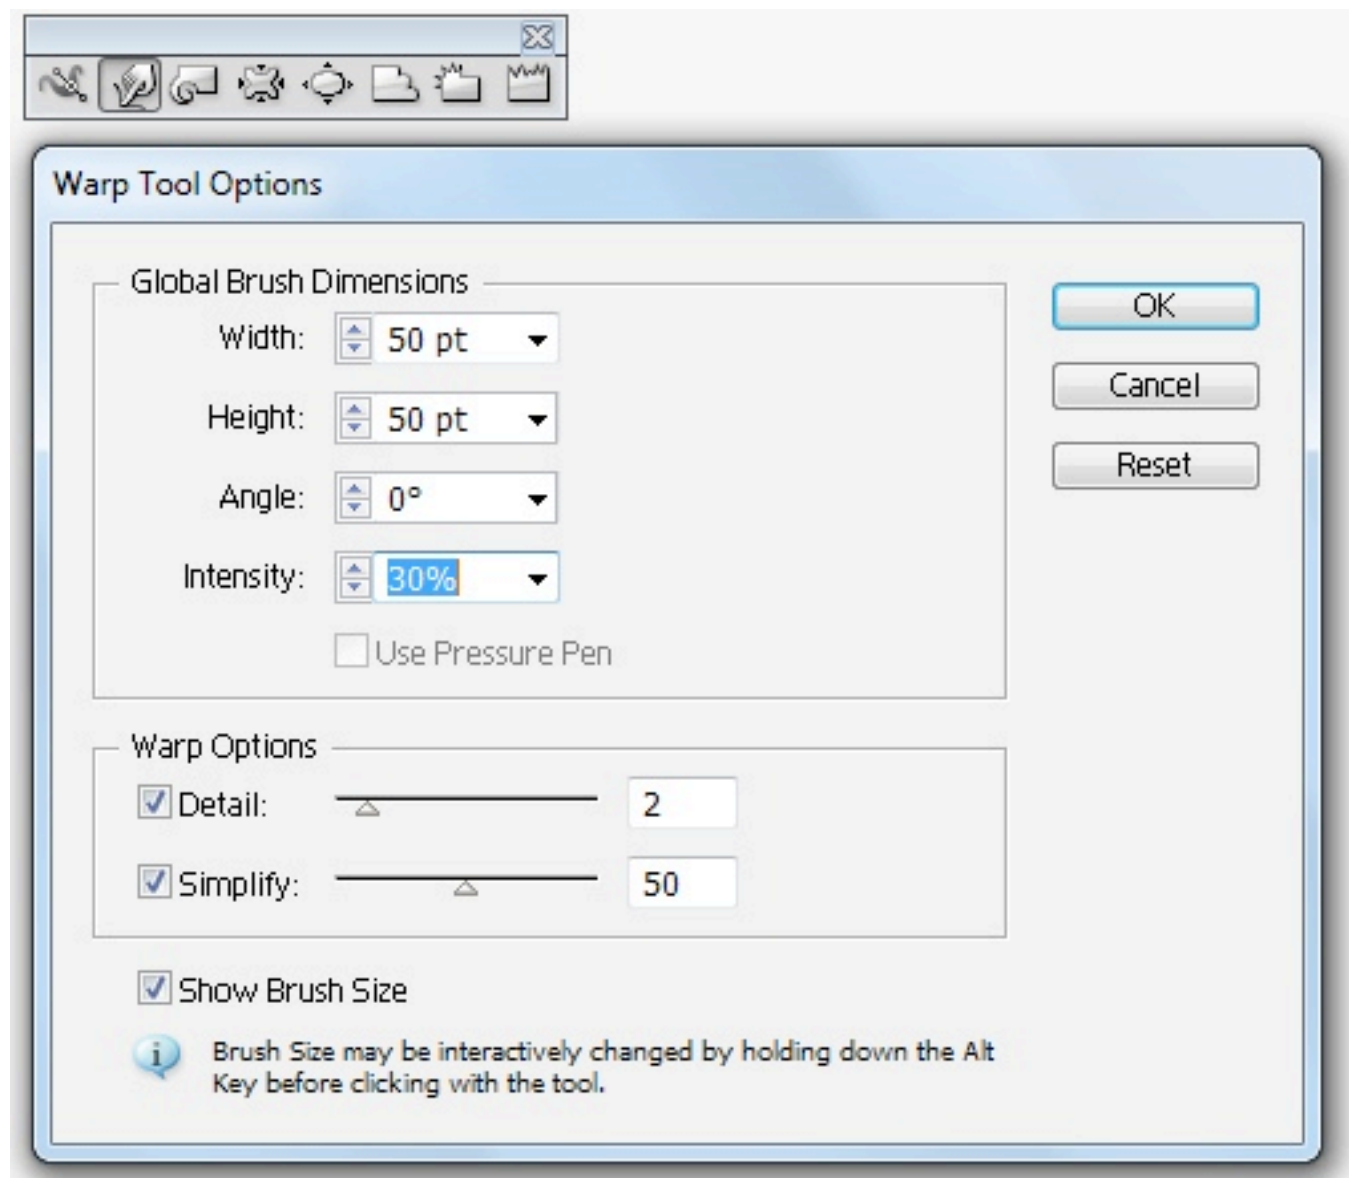 Warp Tool Options
Global Brush Dimensions
Width: 50 pt
Height: 50 pt
Angle: 0°
Intensity: 30%
Use Pressure Pen
OK
Cancel
Reset
Warp Options
Detail: 2
Simplify: 50
Show Brush Size
Brush Size may be interactively changed by holding down the Alt
Key before clicking with the tool.